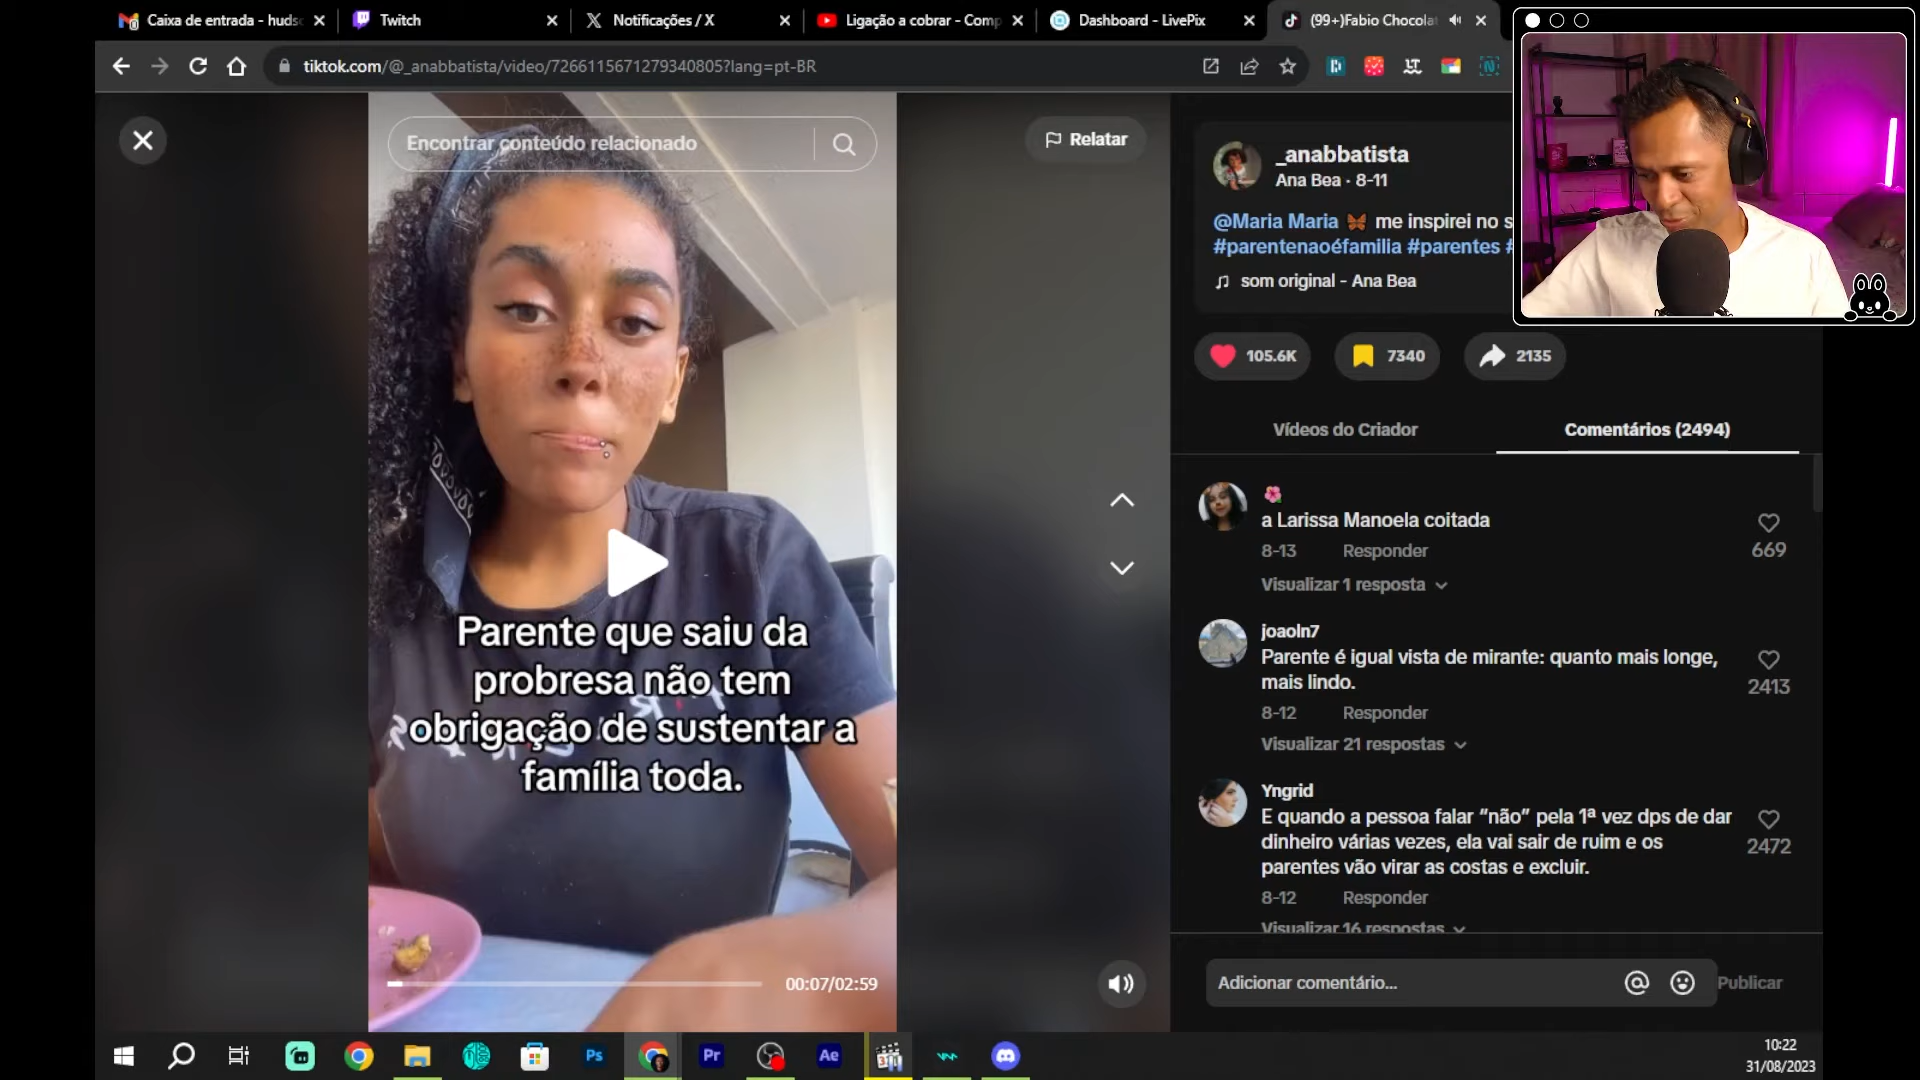 Caixa de entrada - huds
Twitch
Notificações / X
Ligação a cobrar - Comp
Dashboard - LivePix
(99+)Fabio Chocolat
tiktok.com/@_anabbatista/video/7266115671279340805?lang=pt-BR
Encontrar conteúdo relacionado
Relatar
Parente que saiu da
probresa não tem
obrigação de sustentar a
família toda.
00:07/02:59
_anabbatista
Ana Bea · 8-11
@Maria Maria 🦋 me inspirei no s
#parentenaoéfamilia #parentes #
som original - Ana Bea
105.6K
7340
2135
Vídeos do Criador
Comentários (2494)
🌺
a Larissa Manoela coitada
8-13 Responder
669
Visualizar 1 resposta
joaoln7
Parente é igual vista de mirante: quanto mais longe,
mais lindo.
2413
8-12 Responder
Visualizar 21 respostas
Yngrid
E quando a pessoa falar “não” pela 1ª vez dps de dar
dinheiro várias vezes, ela vai sair de ruim e os
parentes vão virar as costas e excluir.
2472
8-12 Responder
Visualizar 16 respostas
Adicionar comentário...
Publicar
Ps
Pr
Ae
10:22
31/08/2023